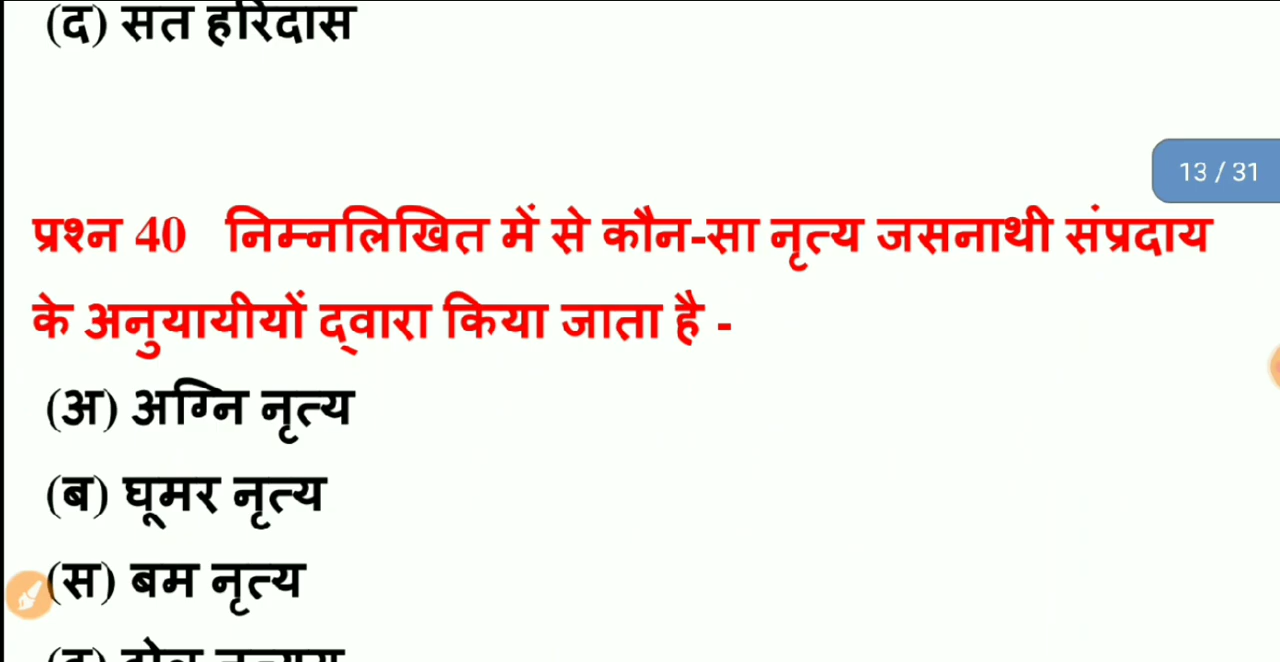 (द) संत हरिदास
13 / 31
प्रश्न 40 निम्नलिखित में से कौन-सा नृत्य जसनाथी संप्रदाय
के अनुयायीयों द्वारा किया जाता है -
(अ) अग्नि नृत्य
(ब) घूमर नृत्य
(स) बम नृत्य